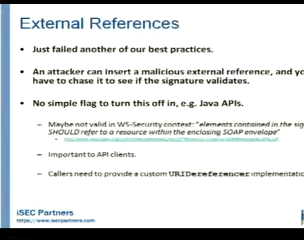 External References
Just failed another of our best practices.
An attacker can insert a malicious external reference, and yo
have to chase it to see if the signature validates.
No simple flag to turn this off in, e.g. Java APIs.
Maybe not valid in WS-Security context: "elements contained in the sig
SHOULD refer to a resource within the enclosing SOAP envelope"
Important to API clients.
Callers need to provide a custom URIDereferencer implementatio
iSEC Partners
https://www.isecpartners.com